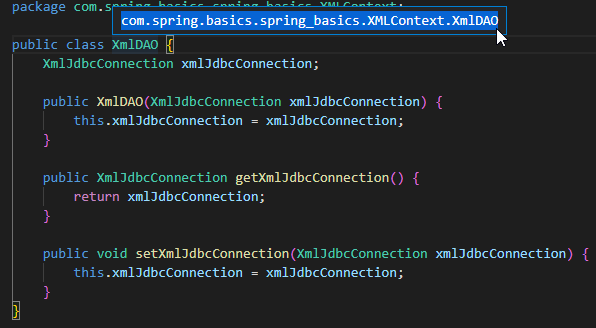 package com.spring.basics.spring_basics.XMLContext;
com.spring.basics.spring_basics.XMLContext.XmlDAO
public class XmlDAO {
    XmlJdbcConnection xmlJdbcConnection;
    public XmlDAO(XmlJdbcConnection xmlJdbcConnection) {
        this.xmlJdbcConnection = xmlJdbcConnection;
    }
    public XmlJdbcConnection getXmlJdbcConnection() {
        return xmlJdbcConnection;
    }
    public void setXmlJdbcConnection(XmlJdbcConnection xmlJdbcConnection) {
        this.xmlJdbcConnection = xmlJdbcConnection;
    }
}